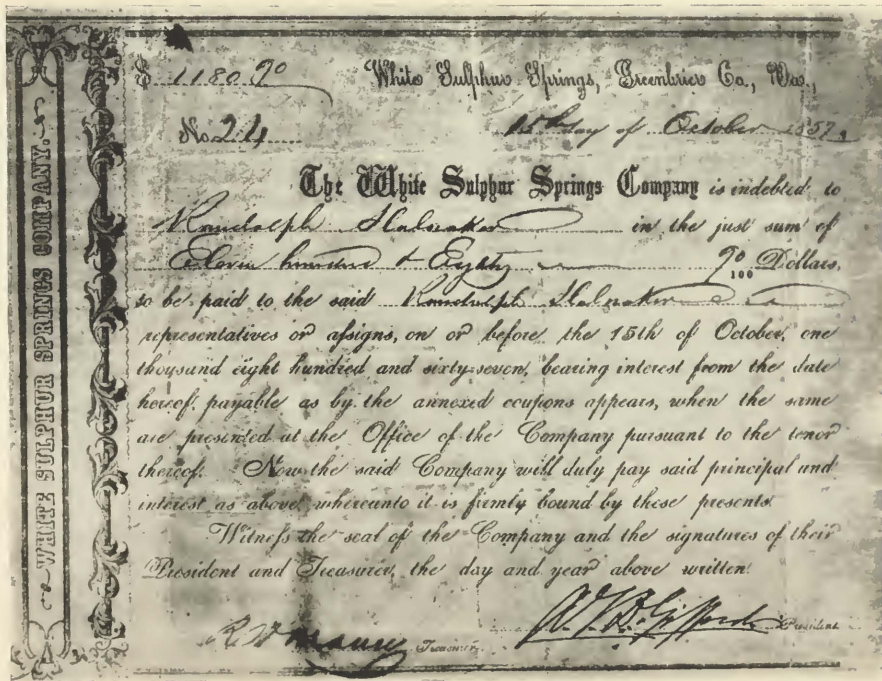 WHITE SULPHUR SPRINGS COMPANY.
$ 1180 90 White Sulphur Springs, Greenbrier Co., Va.,
No. 24 15th day of October 1857,
The White Sulphur Springs Company is indebted to
Randolph Stalnaker in the just sum of
Eleven hundred & Eighty 90/100 Dollars,
to be paid to the said Randolph Stalnaker
representatives or assigns, on or before the 15th of October, one
thousand eight hundred and sixty-seven, bearing interest from the date
hereof, payable as by the annexed coupons appears, when the same
are presented at the Office of the Company pursuant to the tenor
thereof. Now the said Company will duly pay said principal and
interest as above, whereunto it is firmly bound by these presents.
Witness the seal of the Company and the signatures of their
President and Treasurer, the day and year above written.
Treasurer. President